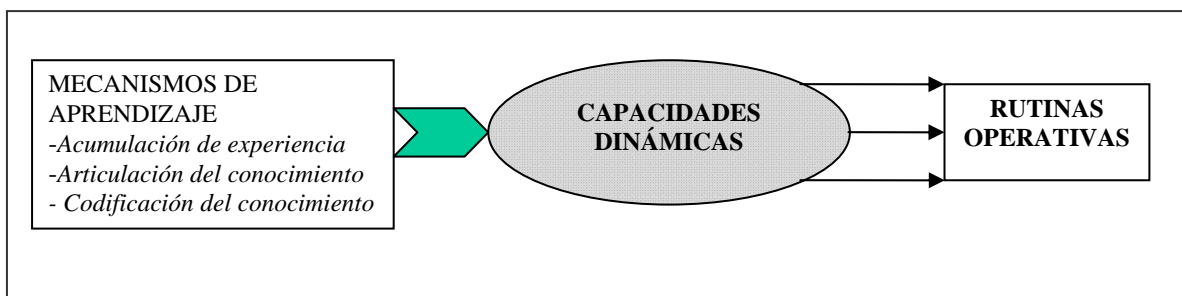 MECANISMOS DE
APRENDIZAJE
-Acumulación de experiencia
-Articulación del conocimiento
- Codificación del conocimiento
CAPACIDADES
DINÁMICAS
RUTINAS
OPERATIVAS